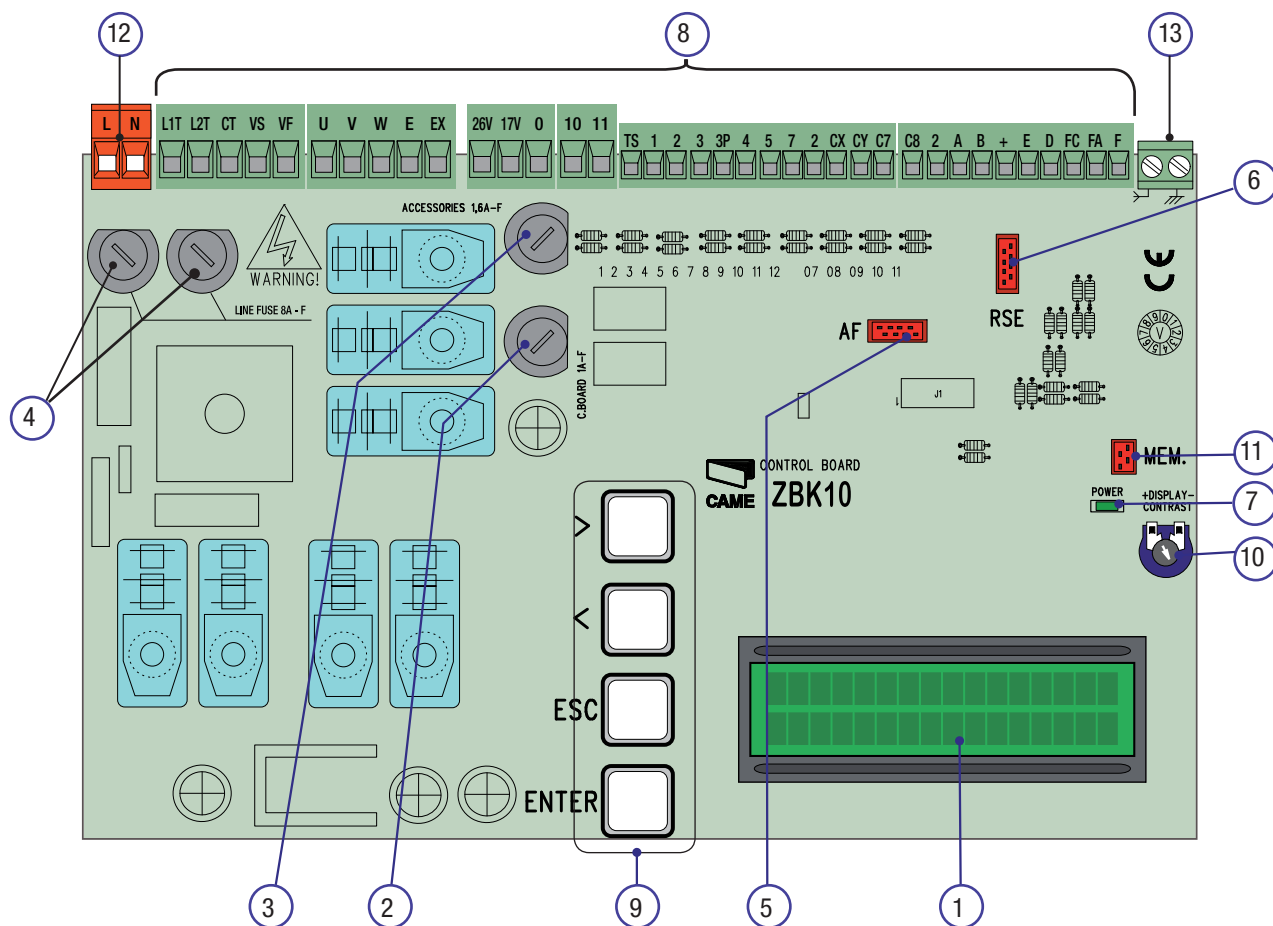 12 8 13
L N L1T L2T CT VS VF U V W E EX 26V 17V 0 10 11 TS 1 2 3 3P 4 5 7 2 CX CY C7 C8 2 A B + E D FC FA F
6
ACCESSORIES 1,6A-F
WARNING!
LINE FUSE 8A - F
1 2 3 4 5 6 7 8 9 10 11 12 07 08 09 10 11
RSE
AF
C.BOARD 1A-F
4
J1
1
CONTROL BOARD
CAME ZBK10
MEM. 11
POWER
+DISPLAY-
CONTRAST
7
10
>
<
ESC
ENTER
3 2 9 5 1